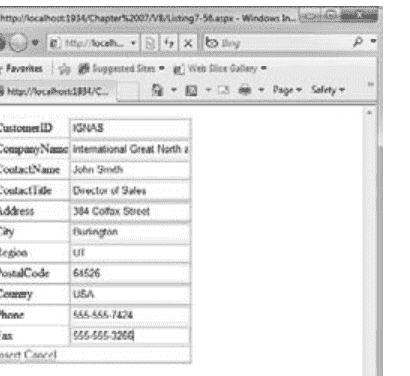 http://localhost:1934/Chapter%2007/VB/Listing7-56.aspx - Windows In...
http://localh... Bing
Favorites Suggested Sites Web Slice Gallery
http://localhost:1934/C... Page Safety »
CustomerID IGNAS
CompanyName International Great North a
ContactName John Smith
ContactTitle Director of Sales
Address 384 Colfax Street
City Burlington
Region UT
PostalCode 64526
Country USA
Phone 555-555-7424
Fax 555-555-3266
Insert Cancel